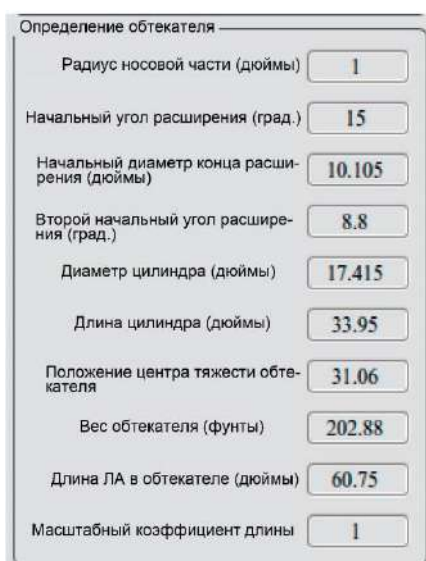 Определение обтекателя
Радиус носовой части (дюймы) 1
Начальный угол расширения (град.) 15
Начальный диаметр конца расши-
рения (дюймы) 10.105
Второй начальный угол расшире-
ния (град.) 8.8
Диаметр цилиндра (дюймы) 17.415
Длина цилиндра (дюймы) 33.95
Положение центра тяжести обте-
кателя 31.06
Вес обтекателя (фунты) 202.88
Длина ЛА в обтекателе (дюймы) 60.75
Масштабный коэффициент длины 1